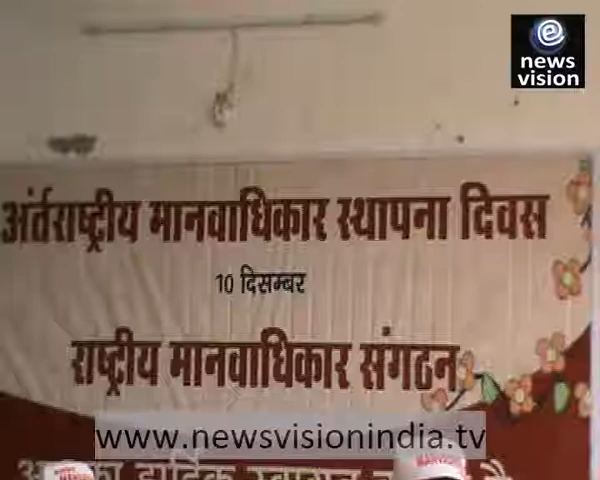 e
news
vision
अंर्तराष्ट्रीय मानवाधिकार स्थापना दिवस
10 दिसम्बर
राष्ट्रीय मानवाधिकार संगठन
www.newsvisionindia.tv